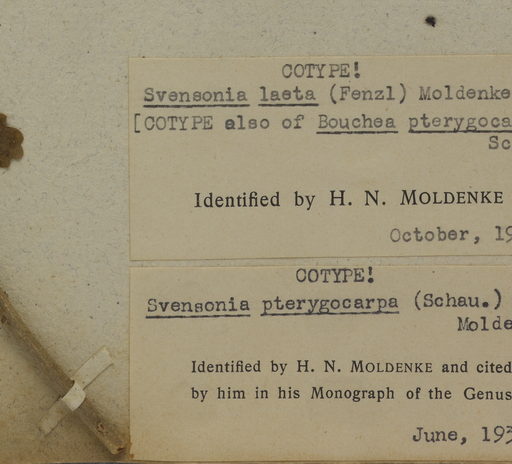 COTYPE!
Svensonia laeta (Fenzl) Moldenke
[COTYPE also of Bouchea pterygoca
Sc
Identified by H. N. MOLDENKE
October, 19
COTYPE!
Svensonia pterygocarpa (Schau.)
Molde
Identified by H. N. MOLDENKE and cited
by him in his Monograph of the Genus
June, 193